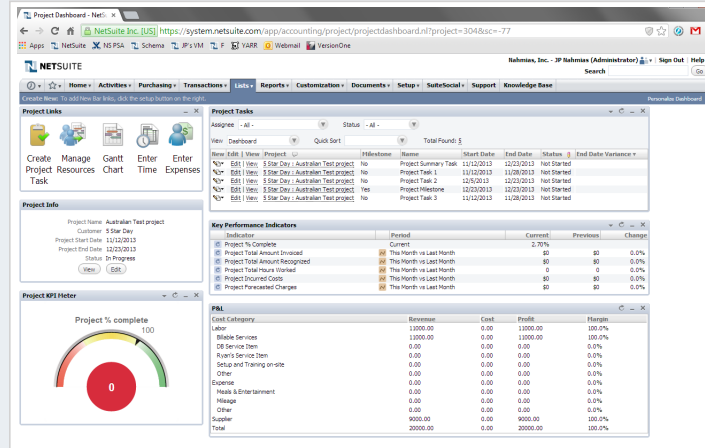 Project Dashboard - NetS
NetSuite Inc. [US] https://system.netsuite.com/app/accounting/project/projectdashboard.nl?project=304&sc=-77
Apps NetSuite NS PSA Schema JP's VM F YARR Webmail VersionOne
NETSUITE
Nahmias, Inc. - JP Nahmias (Administrator) Sign Out Help
Search Go
Home Activities Purchasing Transactions Lists Reports Customization Documents Setup SuiteSocial Support Knowledge Base
Create New: To add New Bar links, click the setup button on the right. Personalize Dashboard
Project Links
Create Project Task
Manage Resources
Gantt Chart
Enter Time
Enter Expenses
Project Info
Project Name Australian Test project
Customer 5 Star Day
Project Start Date 11/12/2013
Project End Date 12/23/2013
Status In Progress
View Edit
Project KPI Meter
Project % complete
100
0
Project Tasks
Assignee - All - Status - All -
View Dashboard Quick Sort Total Found: 5
New Edit | View Project Milestone Name Start Date End Date Status End Date Variance
Edit | View 5 Star Day : Australian Test project No Project Summary Task 11/12/2013 12/23/2013 Not Started
Edit | View 5 Star Day : Australian Test project No Project Task 1 11/12/2013 11/28/2013 Not Started
Edit | View 5 Star Day : Australian Test project No Project Task 2 12/5/2013 12/23/2013 Not Started
Edit | View 5 Star Day : Australian Test project Yes Project Milestone 12/23/2013 12/23/2013 Not Started
Edit | View 5 Star Day : Australian Test project No Project Task 3 11/12/2013 11/28/2013 Not Started
Key Performance Indicators
Indicator Period Current Previous Change
Project % Complete Current 2.70%
Project Total Amount Invoiced This Month vs Last Month $0 $0 0.0%
Project Total Amount Recognized This Month vs Last Month $0 $0 0.0%
Project Total Hours Worked This Month vs Last Month 0 0 0.0%
Project Incurred Costs This Month vs Last Month $0 $0 0.0%
Project Forecasted Charges This Month vs Last Month $0 $0 0.0%
P&L
Cost Category Revenue Cost Profit Margin
Labor 11000.00 0.00 11000.00 100.0%
Billable Services 11000.00 0.00 11000.00 100.0%
DB Service Item 0.00 0.00 0.00 0.0%
Ryan's Service Item 0.00 0.00 0.00 0.0%
Setup and Training on-site 0.00 0.00 0.00 0.0%
Other 0.00 0.00 0.00 0.0%
Expense 0.00 0.00 0.00 0.0%
Meals & Entertainment 0.00 0.00 0.00 0.0%
Mileage 0.00 0.00 0.00 0.0%
Other 0.00 0.00 0.00 0.0%
Supplier 9000.00 0.00 9000.00 100.0%
Total 20000.00 0.00 20000.00 100.0%